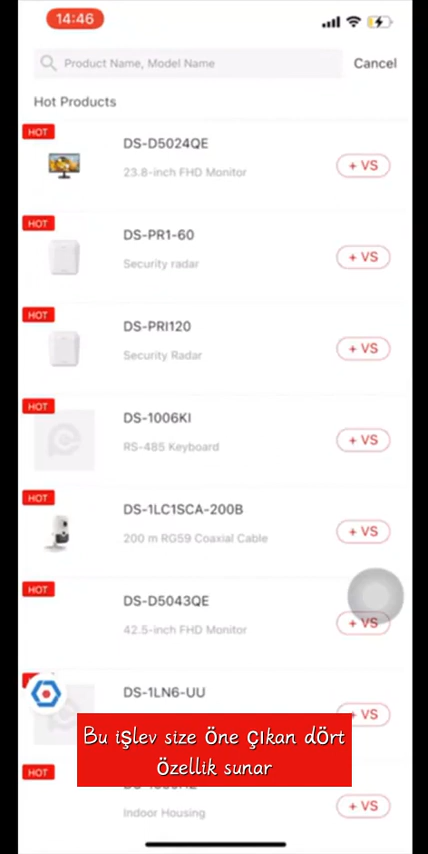 14:46
Product Name, Model Name
Cancel
Hot Products
HOT
DS-D5024QE
23.8-inch FHD Monitor
+ VS
HOT
DS-PR1-60
Security radar
+ VS
HOT
DS-PRI120
Security Radar
+ VS
HOT
DS-1006KI
RS-485 Keyboard
+ VS
HOT
DS-1LC1SCA-200B
200 m RG59 Coaxial Cable
+ VS
HOT
DS-D5043QE
42.5-inch FHD Monitor
+ VS
DS-1LN6-UU
+ VS
Bu işlev size öne çıkan dört
özellik sunar
HOT
Indoor Housing
+ VS